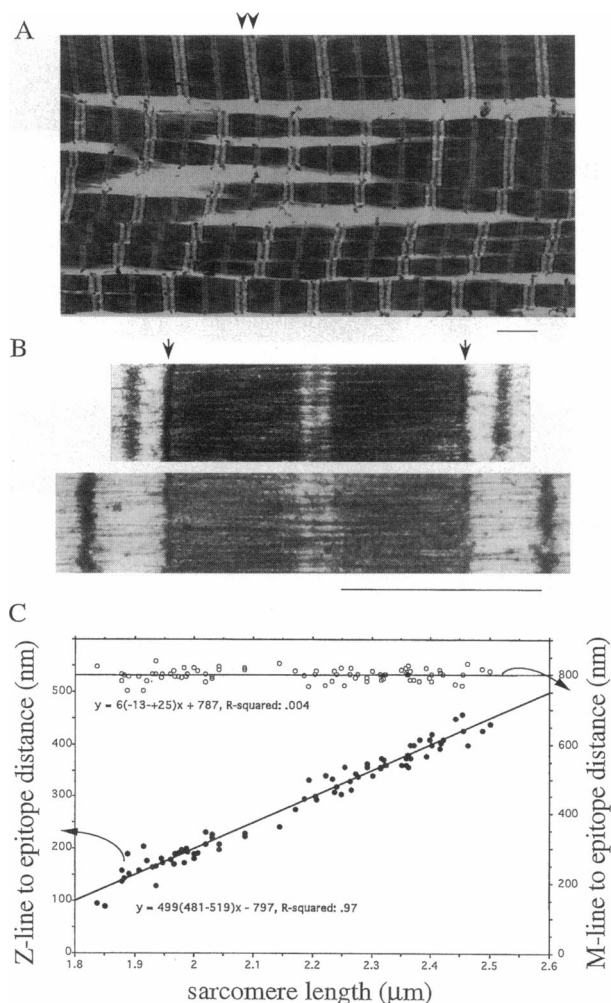 A
B
C
Z-line to epitope distance (nm)
M-line to epitope distance (nm)
500
400
300
200
100
0
800
600
400
200
0
y = 6(-13-+25)x + 787, R-squared: .004
y = 499(481-519)x - 797, R-squared: .97
1.8
1.9
2
2.1
2.2
2.3
2.4
2.5
2.6
sarcomere length (μm)